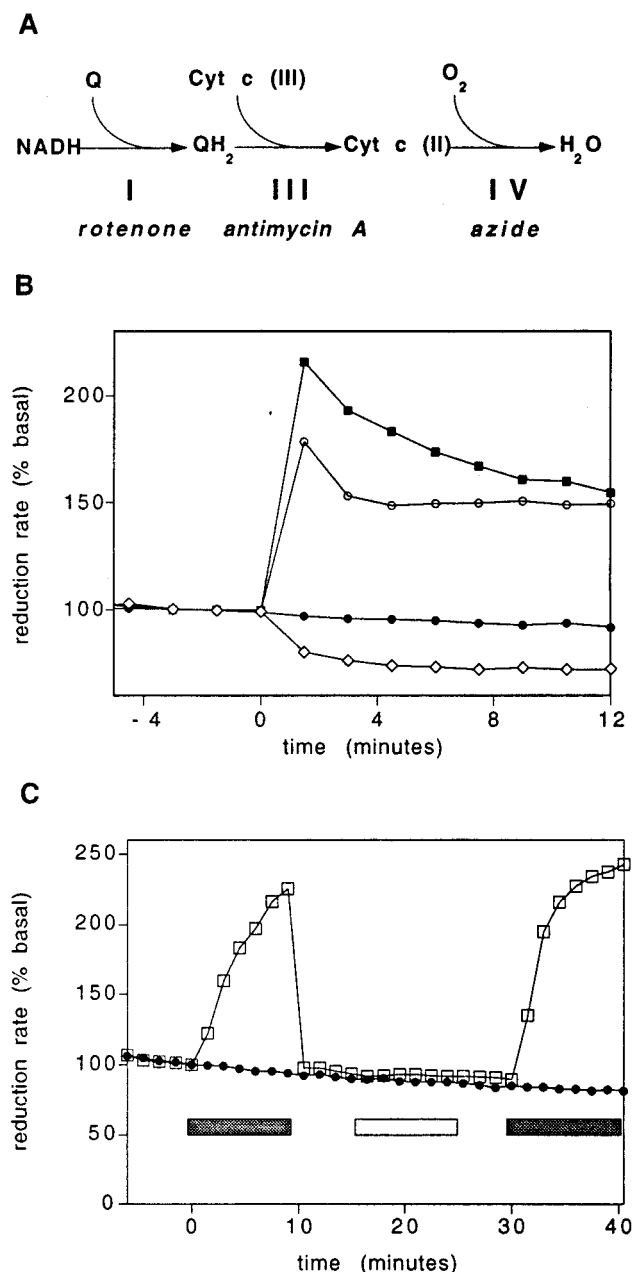 A
Q Cyt c (III) O2
NADH QH2 Cyt c (II) H2O
I III IV
rotenone antimycin A azide
B
reduction rate (% basal)
200
150
100
-4 0 4 8 12
time (minutes)
C
reduction rate (% basal)
250
200
150
100
50
0
0 10 20 30 40
time (minutes)